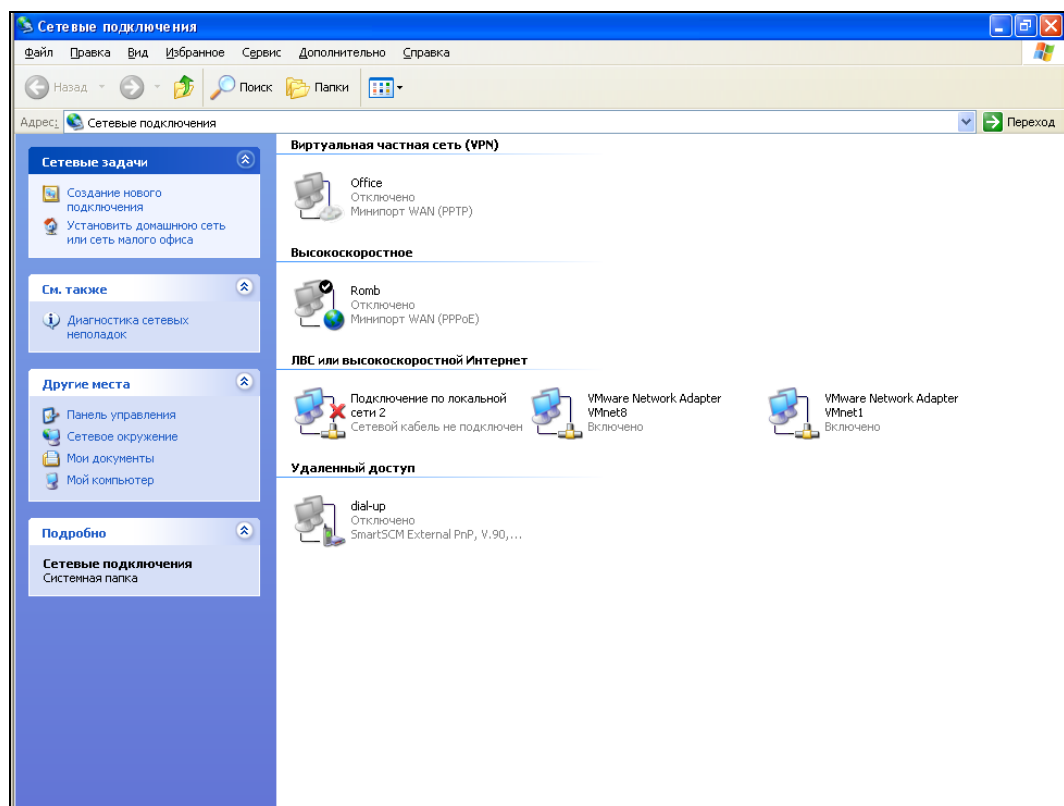 Сетевые подключения
Файл Правка Вид Избранное Сервис Дополнительно Справка
Назад Поиск Папки
Адрес: Сетевые подключения Переход
Сетевые задачи
Создание нового
подключения
Установить домашнюю сеть
или сеть малого офиса
См. также
Диагностика сетевых
неполадок
Другие места
Панель управления
Сетевое окружение
Мои документы
Мой компьютер
Подробно
Сетевые подключения
Системная папка
Виртуальная частная сеть (VPN)
Office
Отключено
Минипорт WAN (PPTP)
Высокоскоростное
Romb
Отключено
Минипорт WAN (PPPoE)
ЛВС или высокоскоростной Интернет
Подключение по локальной
сети 2
Сетевой кабель не подключен
VMware Network Adapter
VMnet8
Включено
VMware Network Adapter
VMnet1
Включено
Удаленный доступ
dial-up
Отключено
SmartSCM External PnP, V.90,...